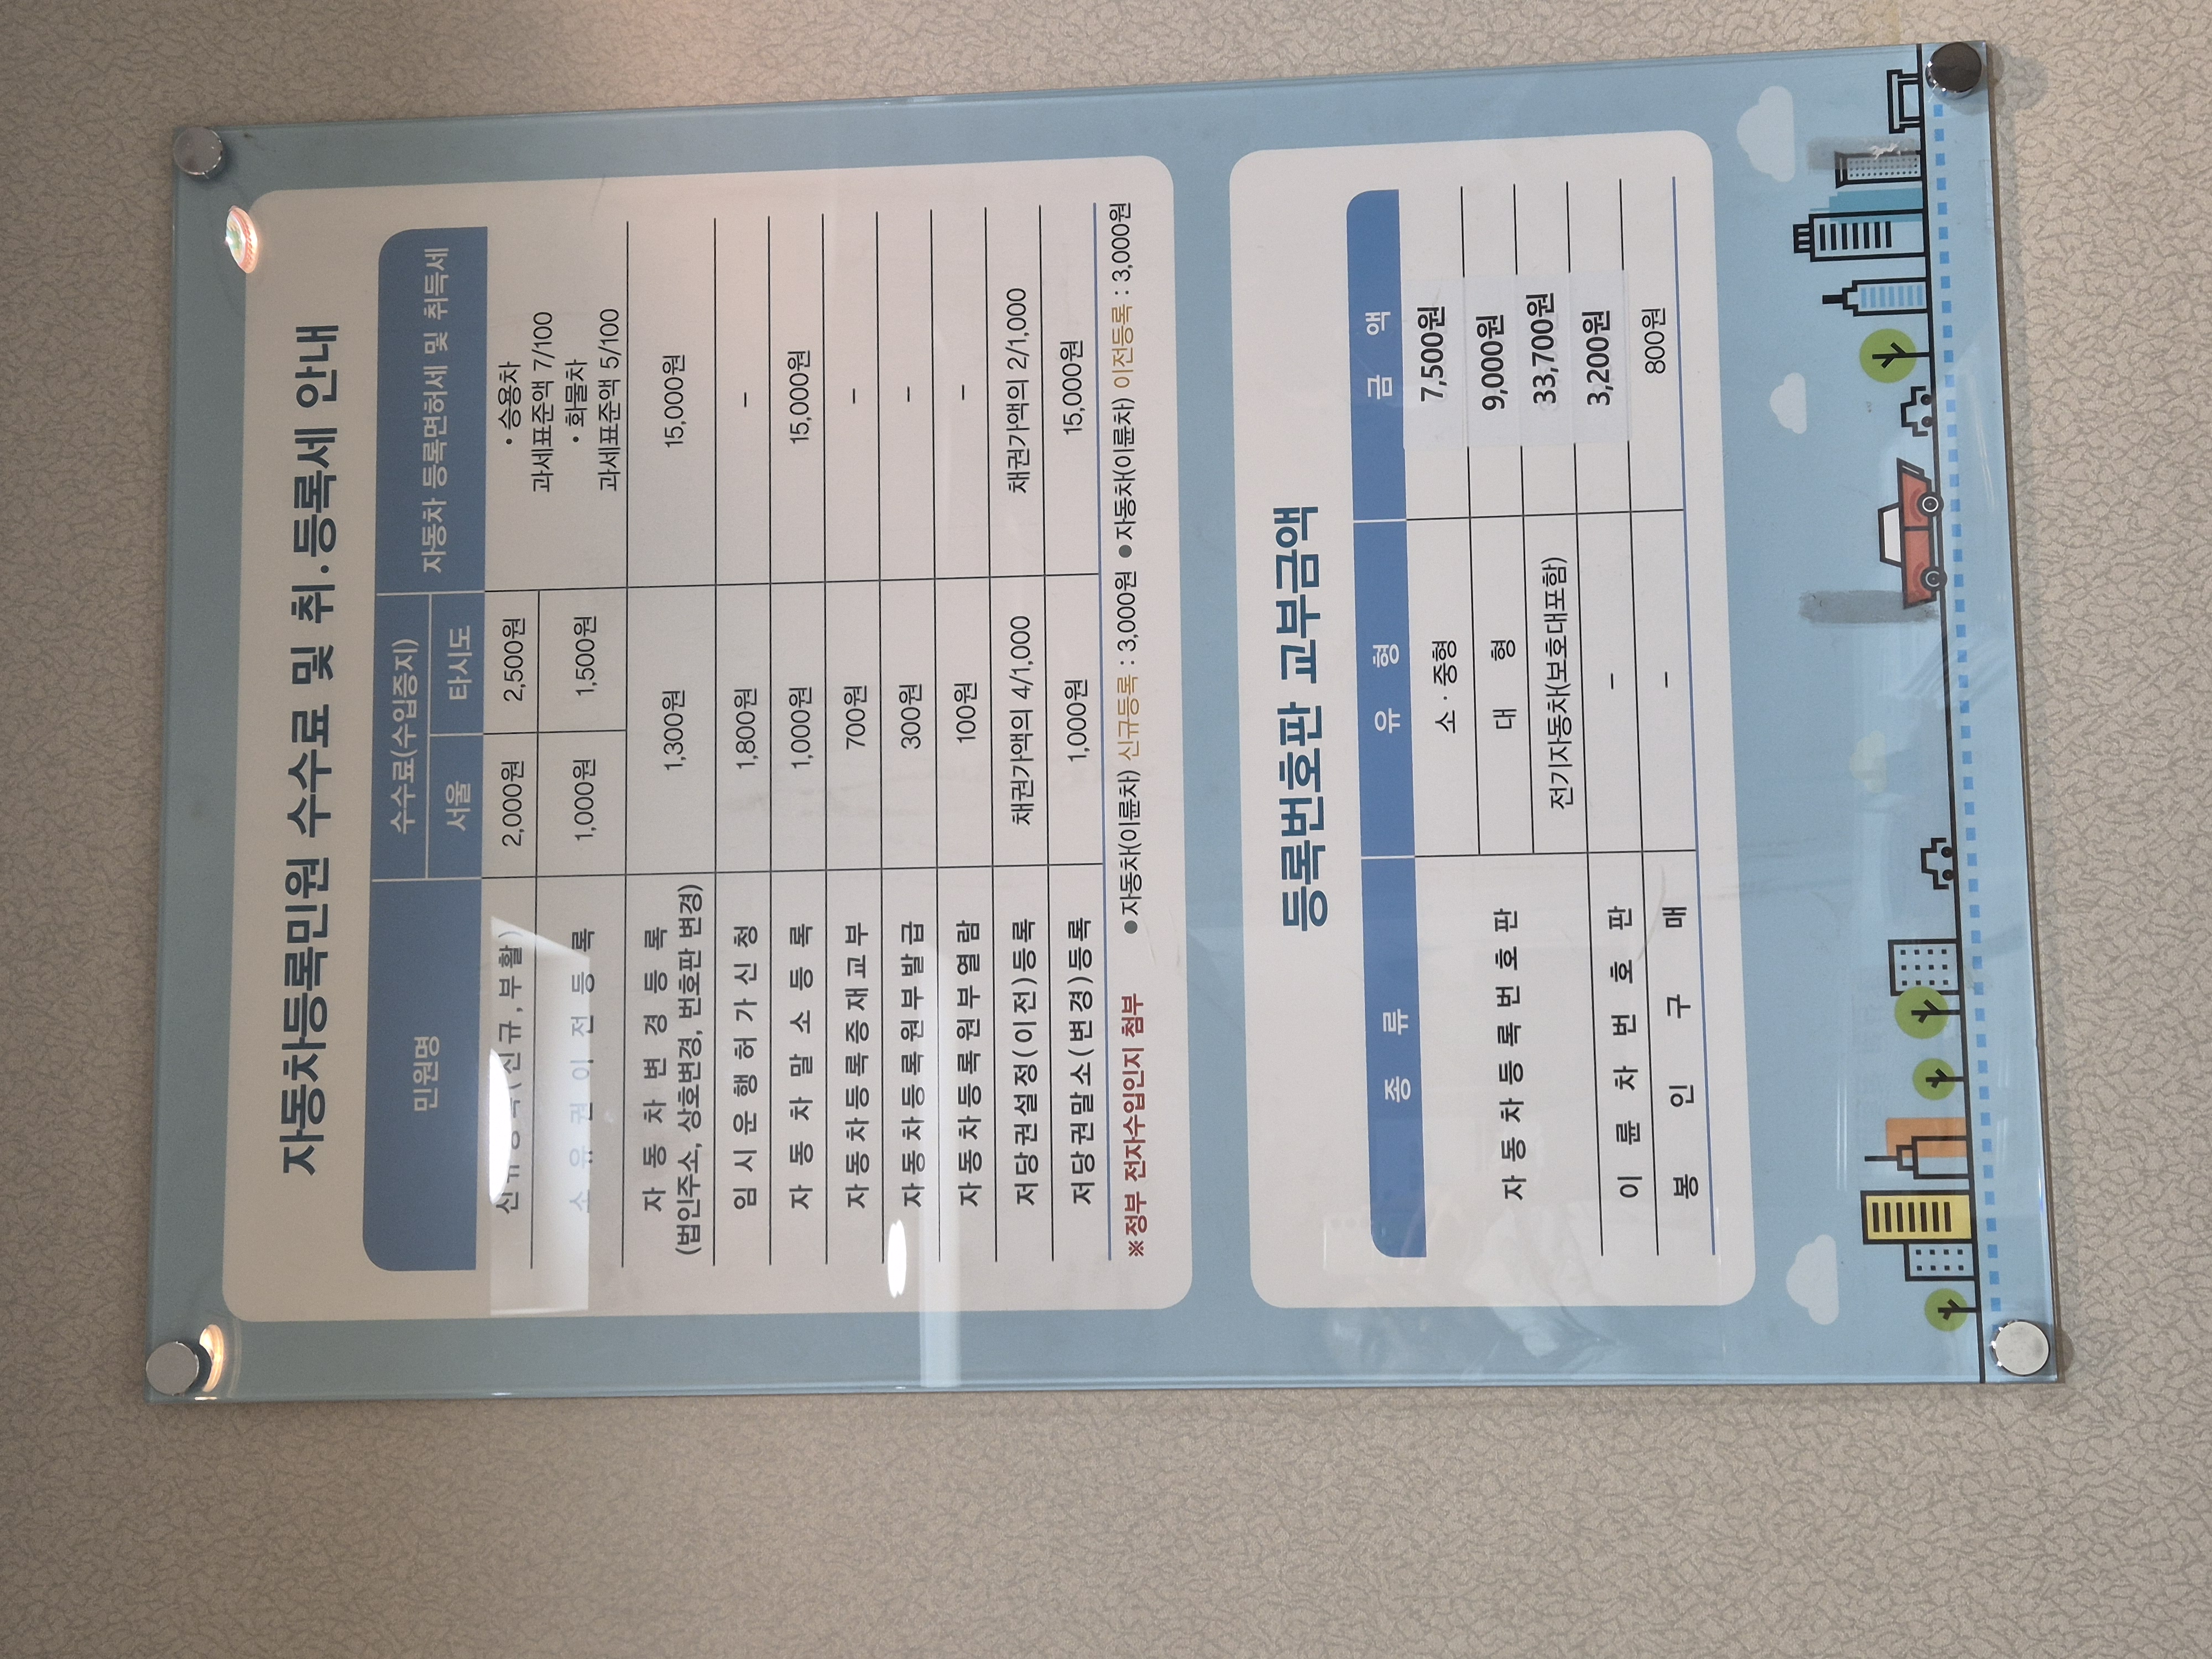 자동차등록민원 수수료 및 취·등록세 안내
민원명 수수료(수입증지) 자동차 등록면허세 및 취득세
서울 타시도
신규등록(신규,부활) 2,000원 2,500원
소유권이전등록 1,000원 1,500원
• 승용차
과세표준액 7/100
• 화물차
과세표준액 5/100
자동차변경등록
(법인주소, 상호변경, 번호판 변경) 1,300원 15,000원
임시운행허가신청 1,800원 –
자동차말소등록 1,000원 15,000원
자동차등록증재교부 700원 –
자동차등록원부발급 300원 –
자동차등록원부열람 100원 –
저당권설정(이전)등록 채권가액의 4/1,000 채권가액의 2/1,000
저당권말소(변경)등록 1,000원 15,000원
※정부 전자수입인지 첨부 ●자동차(이륜차) 신규등록 : 3,000원 ●자동차(이륜차) 이전등록 : 3,000원
등록번호판 교부금액
종 류 유 형 금 액
자동차등록번호판 소·중형 7,500원
대 형 9,000원
전기자동차(보호대포함) 33,700원
이륜차번호판 – 3,200원
봉인구매 – 800원